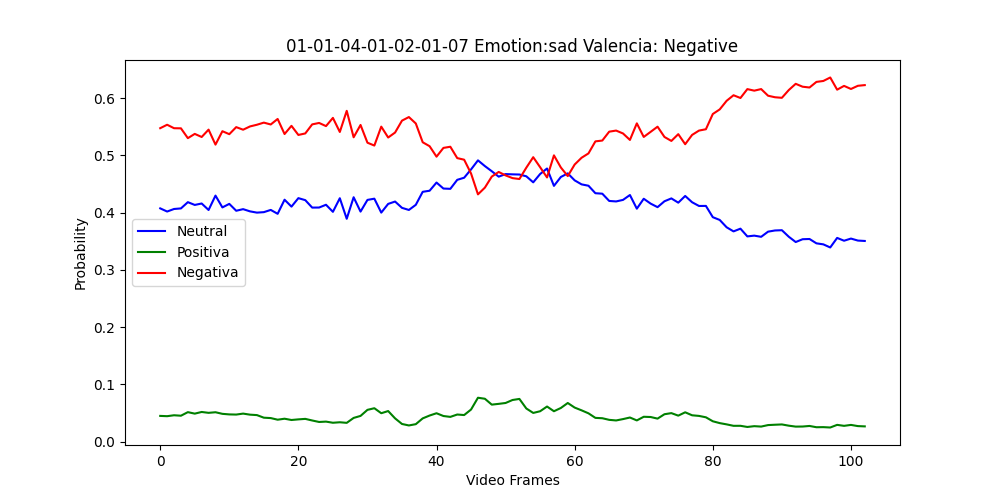 01-01-04-01-02-01-07 Emotion:sad Valencia: Negative
Probability
0.6
0.5
0.4
0.3
0.2
0.1
0.0
Neutral
Positiva
Negativa
0 20 40 60 80 100
Video Frames